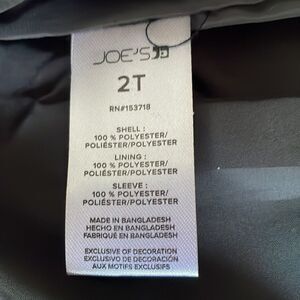 JOE'S
2T
RN#153718
SHELL :
100 % POLYESTER/
POLIÉSTER/POLYESTER
LINING :
100 % POLYESTER/
POLIÉSTER/POLYESTER
SLEEVE :
100 % POLYESTER/
POLIÉSTER/POLYESTER
MADE IN BANGLADESH
HECHO EN BANGLADESH
FABRIQUÉ EN BANGLADESH
EXCLUSIVE OF DECORATION
EXCLUSIVO DE DECORACIÓN
AUX MOTIFS EXCLUSIFS